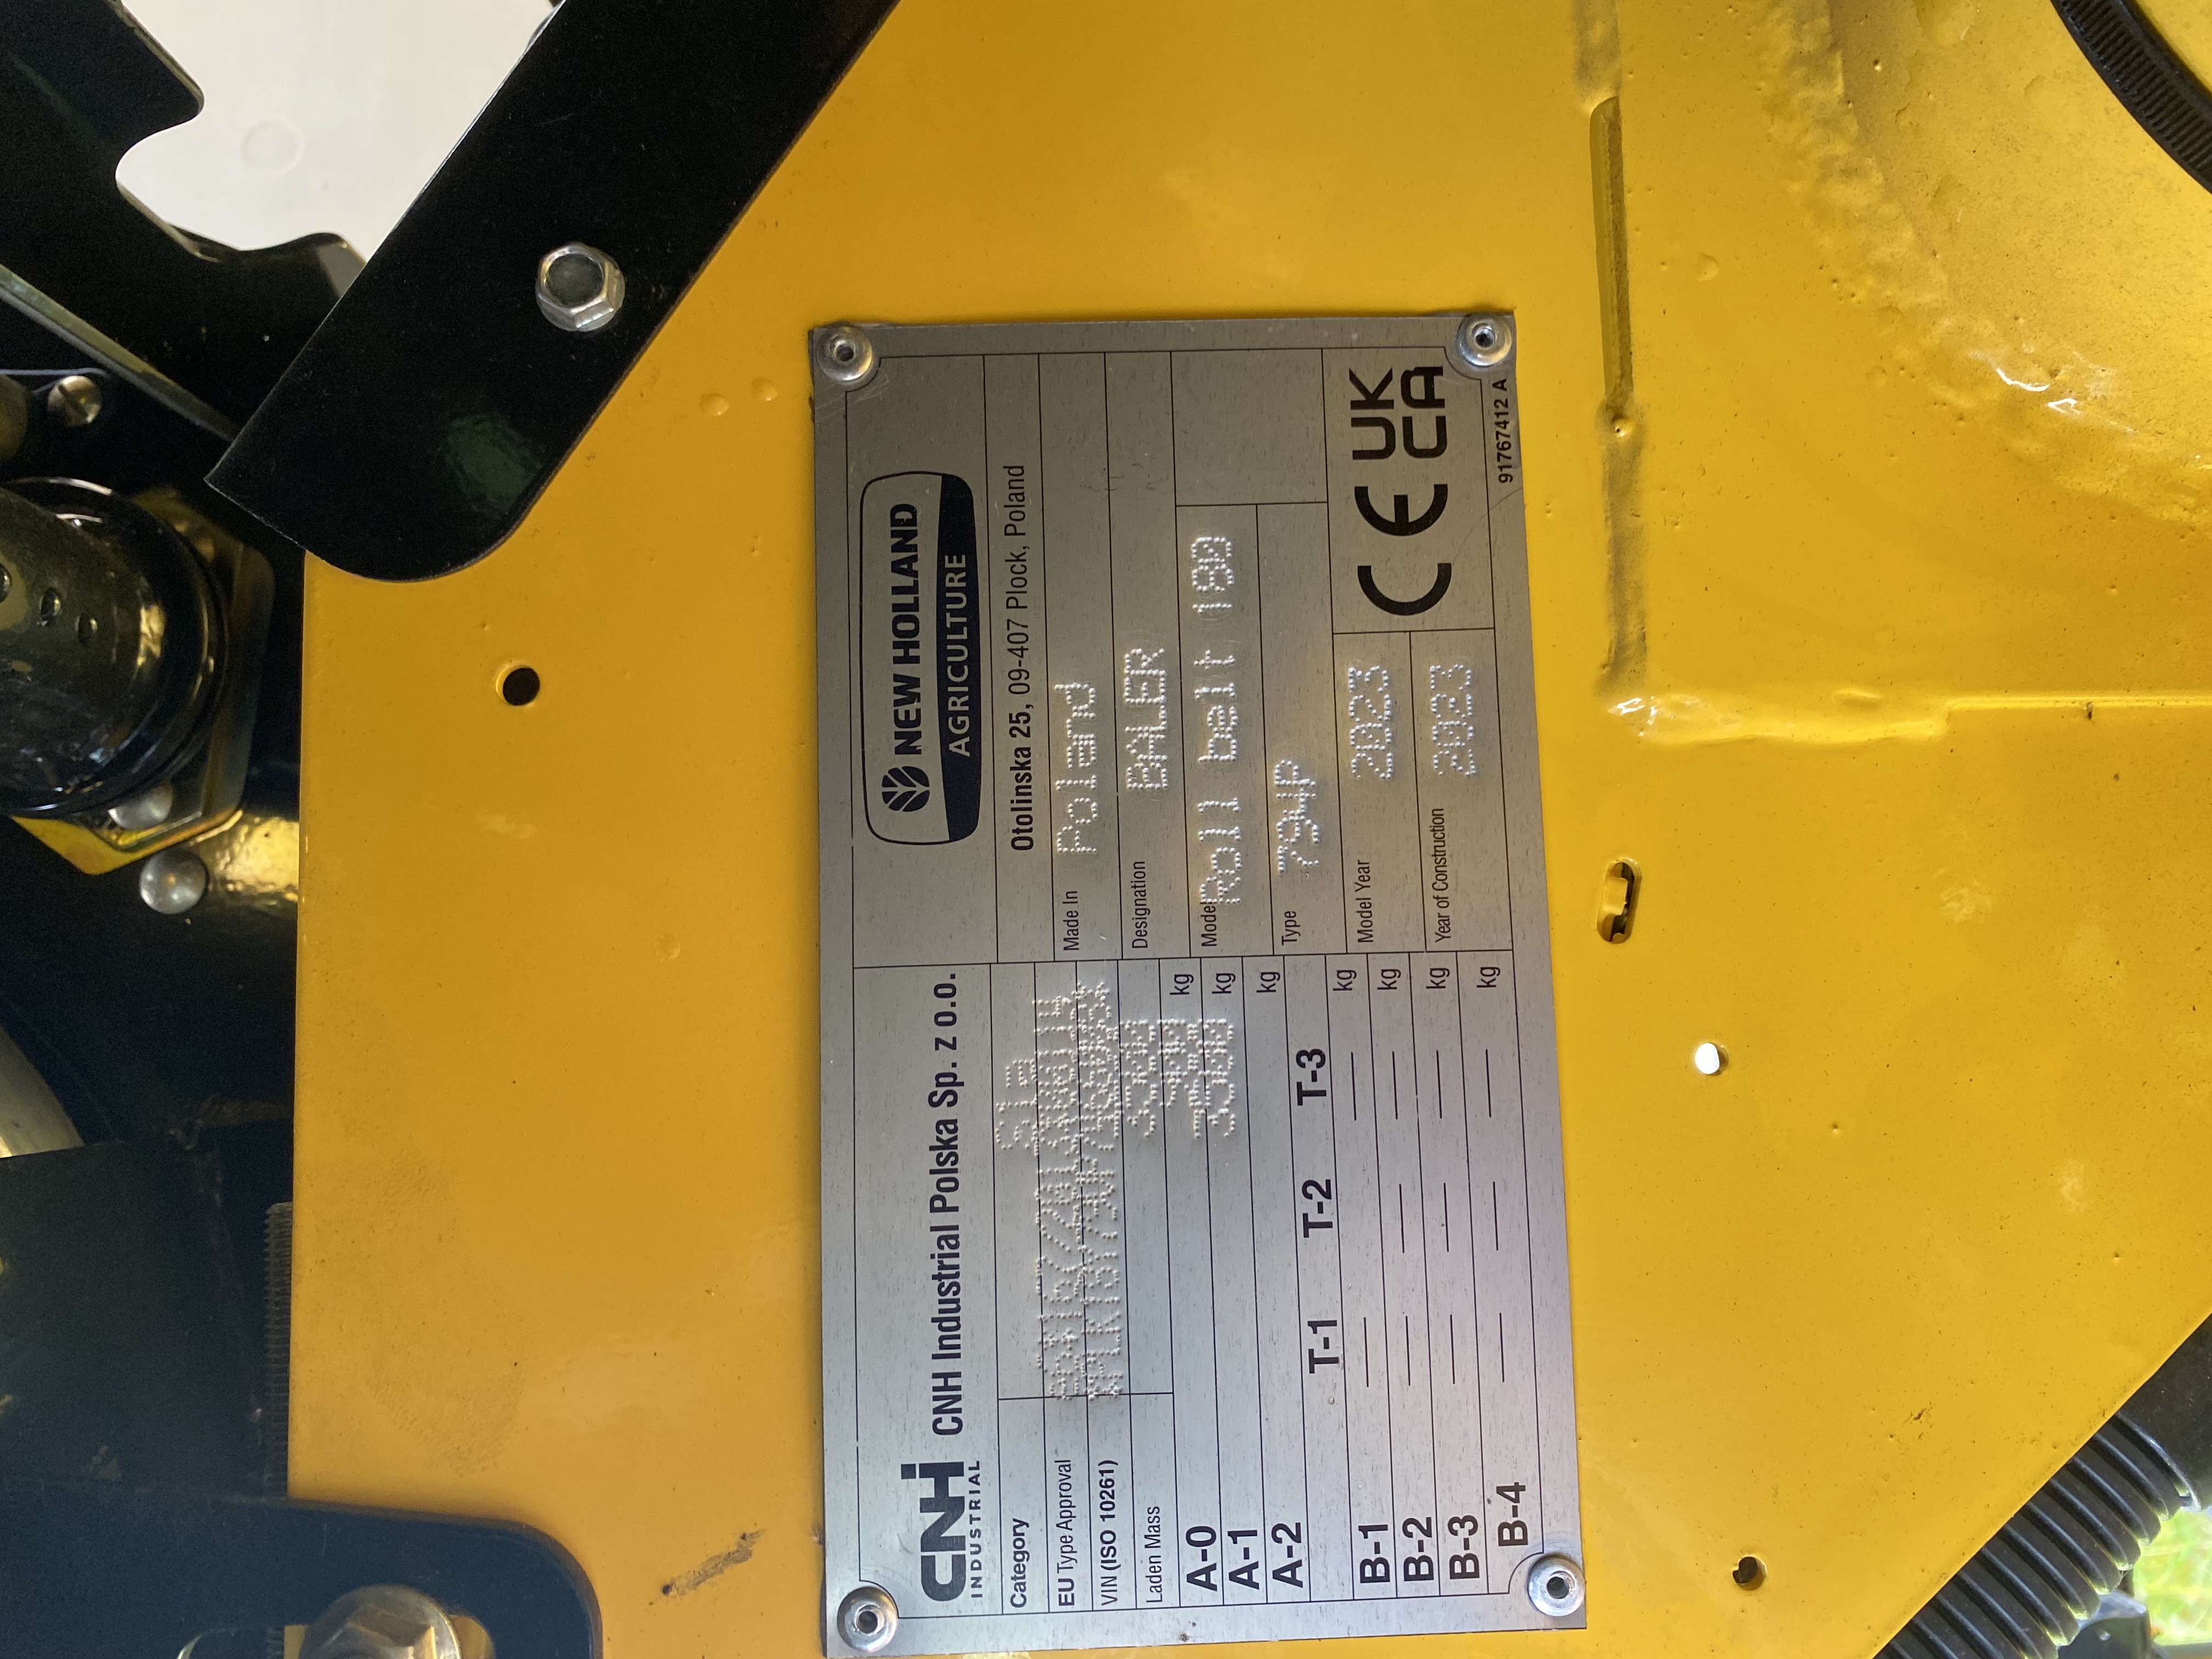 CNH
INDUSTRIAL
CNH Industrial Polska Sp. z o.o.
Category S1a
EU Type Approval
VIN (ISO 10261)
Laden Mass kg
A-0 kg
A-1 kg
A-2
T-1 T-2 T-3
B-1 — — — kg
B-2 — — — kg
B-3 — — — kg
B-4 — — — kg
NEW HOLLAND
AGRICULTURE
Otolinska 25, 09-407 Plock, Poland
Made In Poland
Designation BALER
Model Roll belt 180
Type 79UP
Model Year 2023
Year of Construction 2023
CE UK
CA
91767412 A